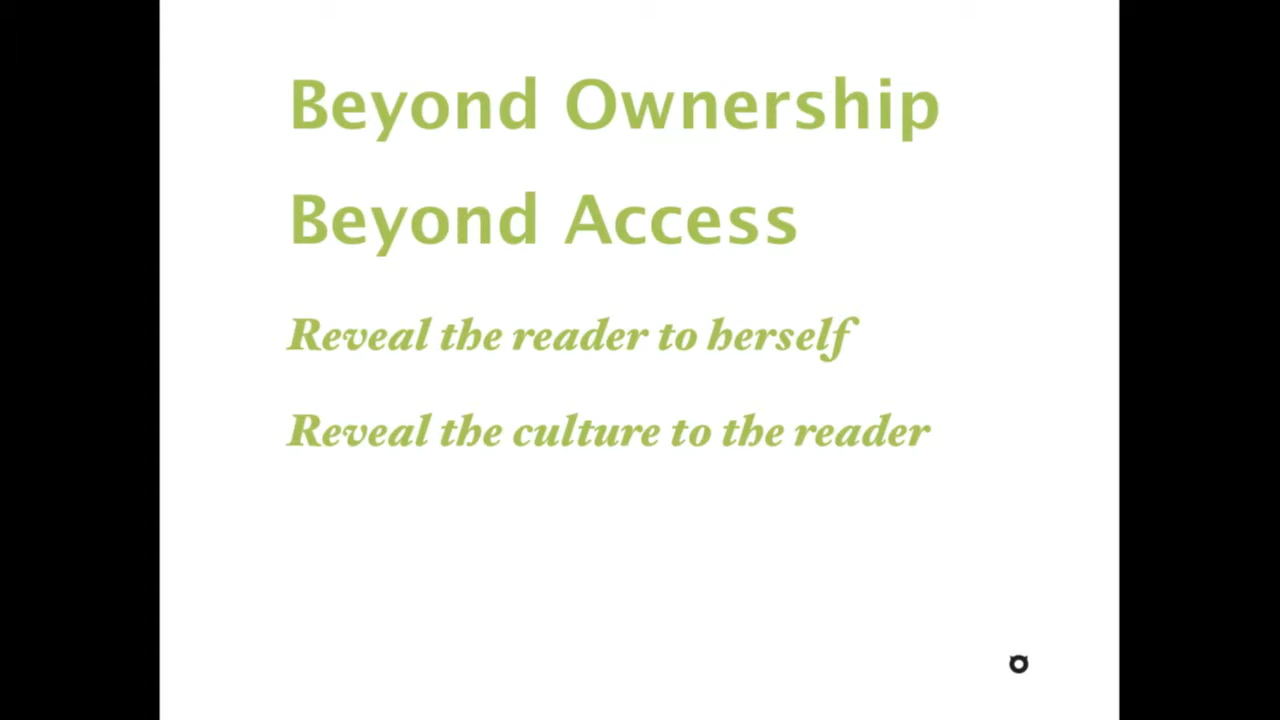 Beyond Ownership
Beyond Access
Reveal the reader to herself
Reveal the culture to the reader